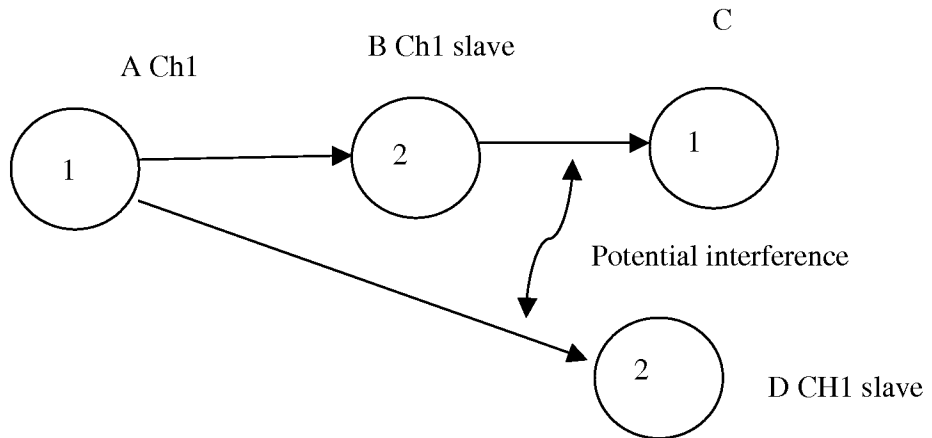 C
B Ch1 slave
A Ch1
1
2
1
Potential interference
2
D CH1 slave